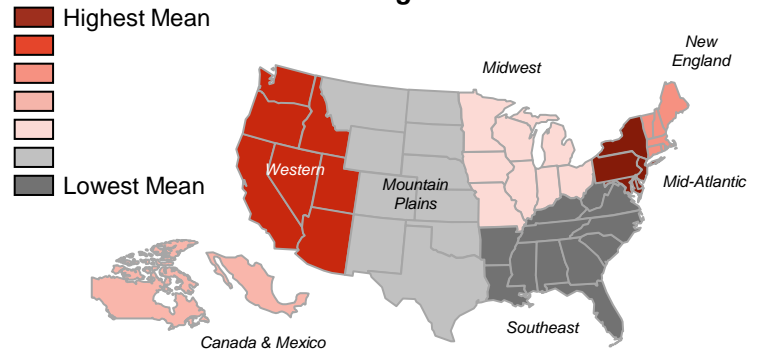 Highest Mean
New
England
Midwest
Western
Mountain
Plains
Mid-Atlantic
Lowest Mean
Southeast
Canada & Mexico